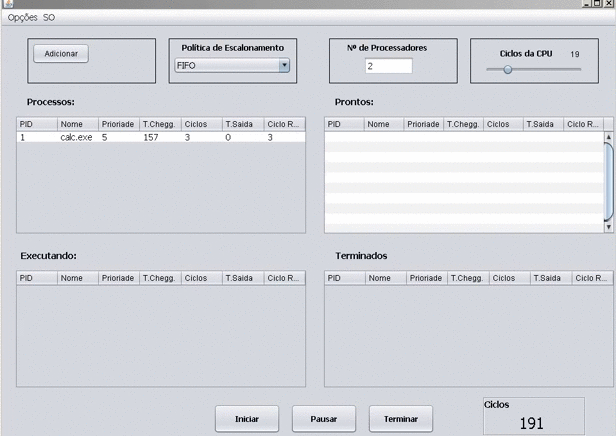 Opções SO
Adicionar
Política de Escalonamento
FIFO
Nº de Processadores
2
Ciclos da CPU 19
Processos:
PID Nome Prioriade T.Chegg. Ciclos T.Saida Ciclo R...
1 calc.exe 5 157 3 0 3
Prontos:
PID Nome Prioriade T.Chegg. Ciclos T.Saida Ciclo R...
Executando:
PID Nome Prioriade T.Chegg. Ciclos T.Saida Ciclo R...
Terminados
PID Nome Prioriade T.Chegg. Ciclos T.Saida Ciclo R...
Iniciar Pausar Terminar
Ciclos
191